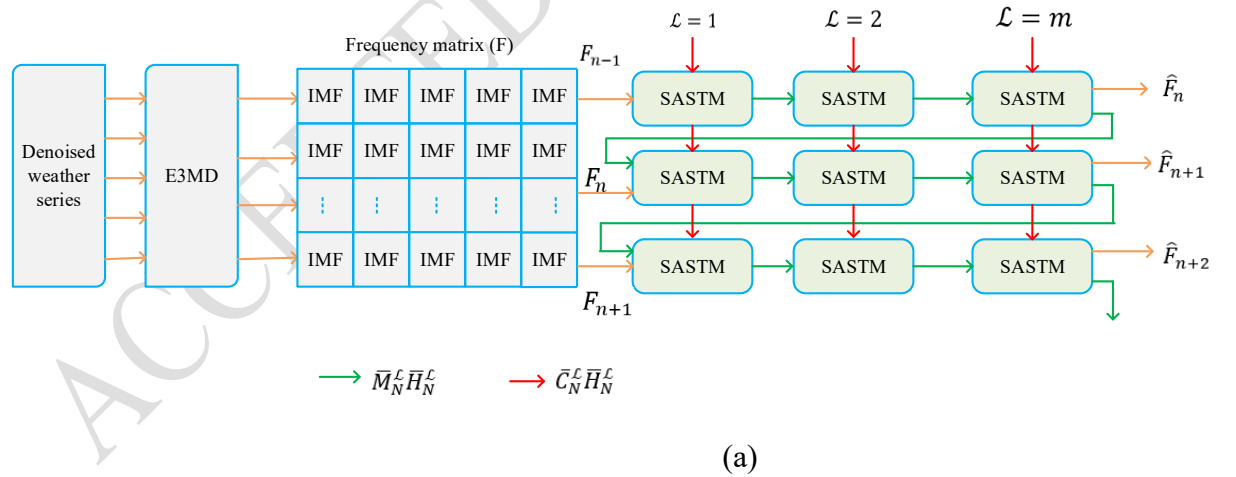 ℒ = 1
ℒ = 2
ℒ = m
Frequency matrix (F)
F_{n−1}
IMF IMF IMF IMF IMF
SASTM SASTM SASTM
F̂_n
Denoised
weather
series
E3MD
IMF IMF IMF IMF IMF
F_n
SASTM SASTM SASTM
F̂_{n+1}
IMF IMF IMF IMF IMF
SASTM SASTM SASTM
F̂_{n+2}
F_{n+1}
M̄_N^ℒ H̄_N^ℒ
C̄_N^ℒ H̄_N^ℒ
(a)